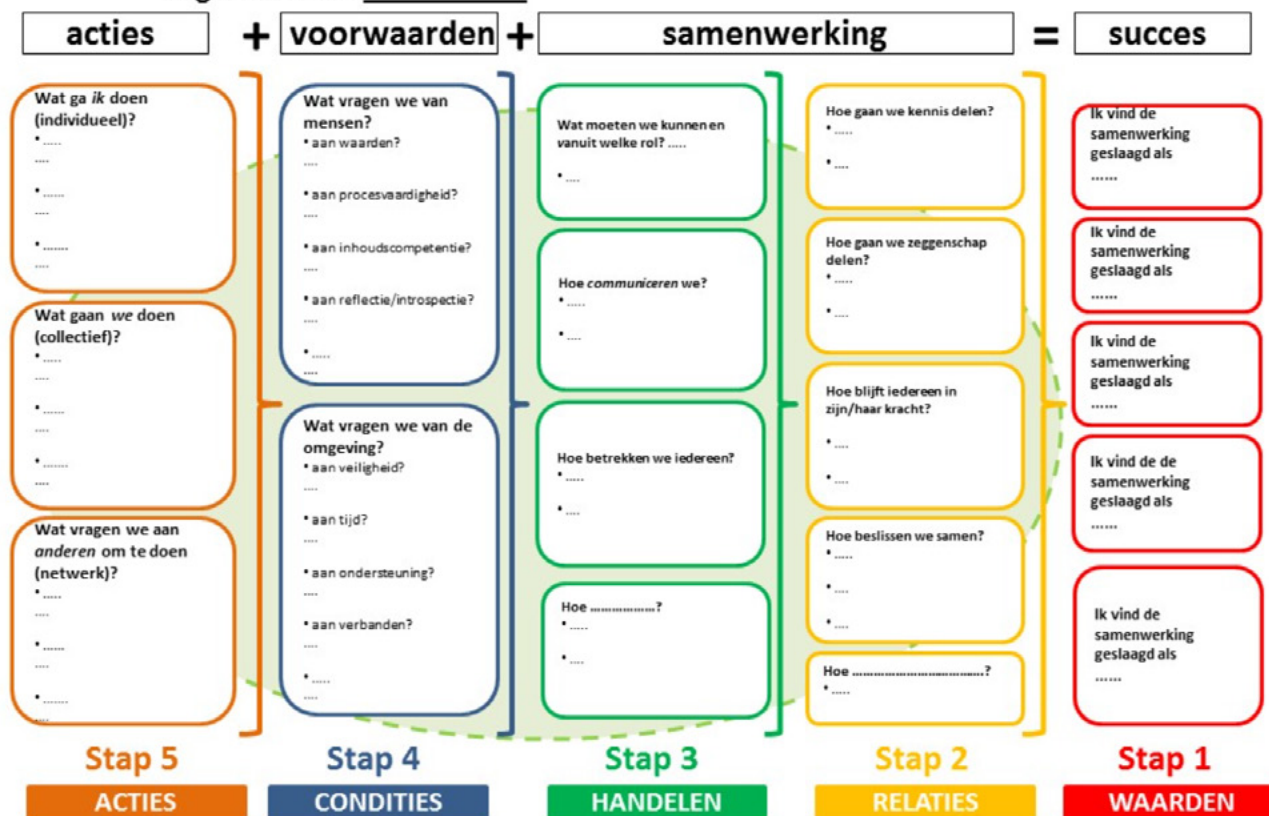 acties + voorwaarden + samenwerking = succes
Wat ga ik doen
(individueel)?
• .....
....
• ......
....
• .......
....
Wat gaan we doen
(collectief)?
• .....
....
• ......
....
• .......
....
Wat vragen we aan
anderen om te doen
(netwerk)?
• .....
....
• ......
....
• .......
....
Stap 5
ACTIES
Wat vragen we van
mensen?
• aan waarden?
....
• aan procesvaardigheid?
....
• aan inhoudscompetentie?
....
• aan reflectie/introspectie?
....
• .....
....
Wat vragen we van de
omgeving?
• aan veiligheid?
....
• aan tijd?
....
• aan ondersteuning?
....
• aan verbanden?
....
• .....
....
Stap 4
CONDITIES
Wat moeten we kunnen en
vanuit welke rol? .....
• ....
Hoe communiceren we?
• .....
• ....
Hoe betrekken we iedereen?
• .....
• ....
Hoe .................?
• .....
• ....
Stap 3
HANDELEN
Hoe gaan we kennis delen?
• .....
• ....
Hoe gaan we zeggenschap
delen?
• .....
• ....
Hoe blijft iedereen in
zijn/haar kracht?
• ....
• ....
Hoe beslissen we samen?
• .....
• ....
• ....
Hoe ...................................?
• .....
Stap 2
RELATIES
Ik vind de
samenwerking
geslaagd als
......
Ik vind de
samenwerking
geslaagd als
......
Ik vind de
samenwerking
geslaagd als
......
Ik vind de de
samenwerking
geslaagd als
......
Ik vind de
samenwerking
geslaagd als
......
Stap 1
WAARDEN